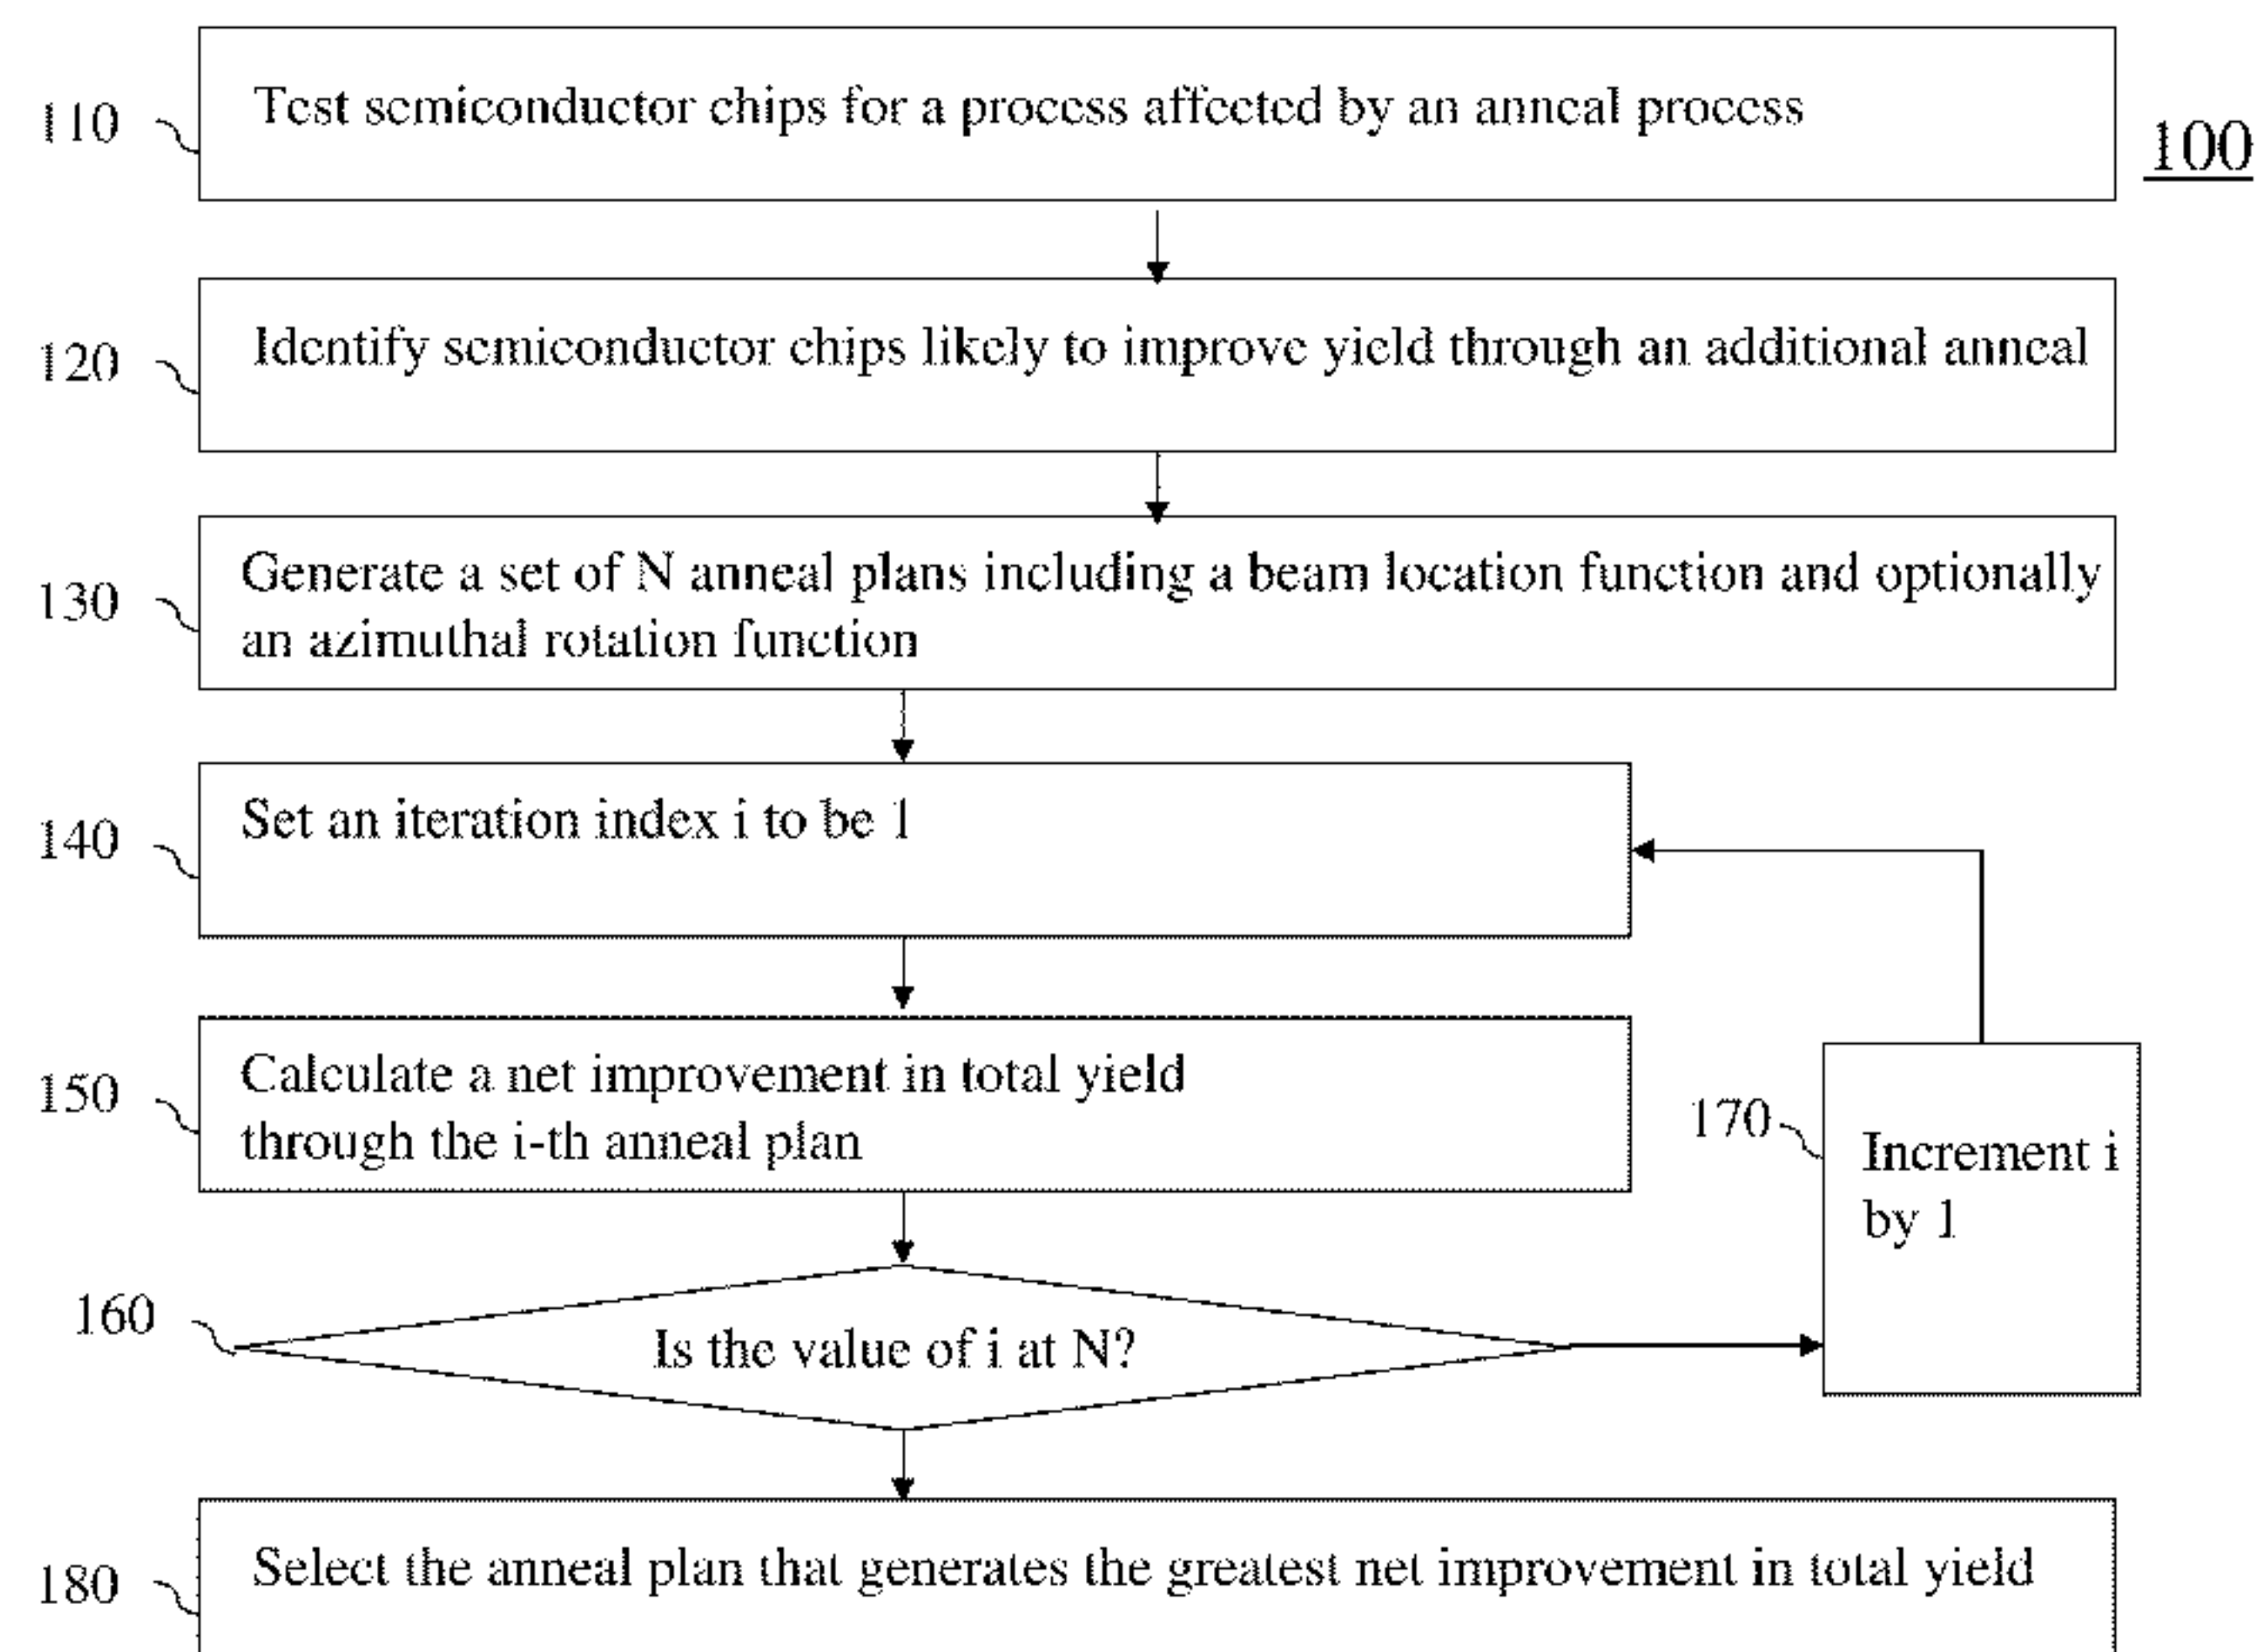 110
Test semiconductor chips for a process affected by an anneal process
100
120
Identify semiconductor chips likely to improve yield through an additional anneal
130
Generate a set of N anneal plans including a beam location function and optionally
an azimuthal rotation function
140
Set an iteration index i to be 1
150
Calculate a net improvement in total yield
through the i-th anneal plan
170
Increment i
by 1
160
Is the value of i at N?
180
Select the anneal plan that generates the greatest net improvement in total yield